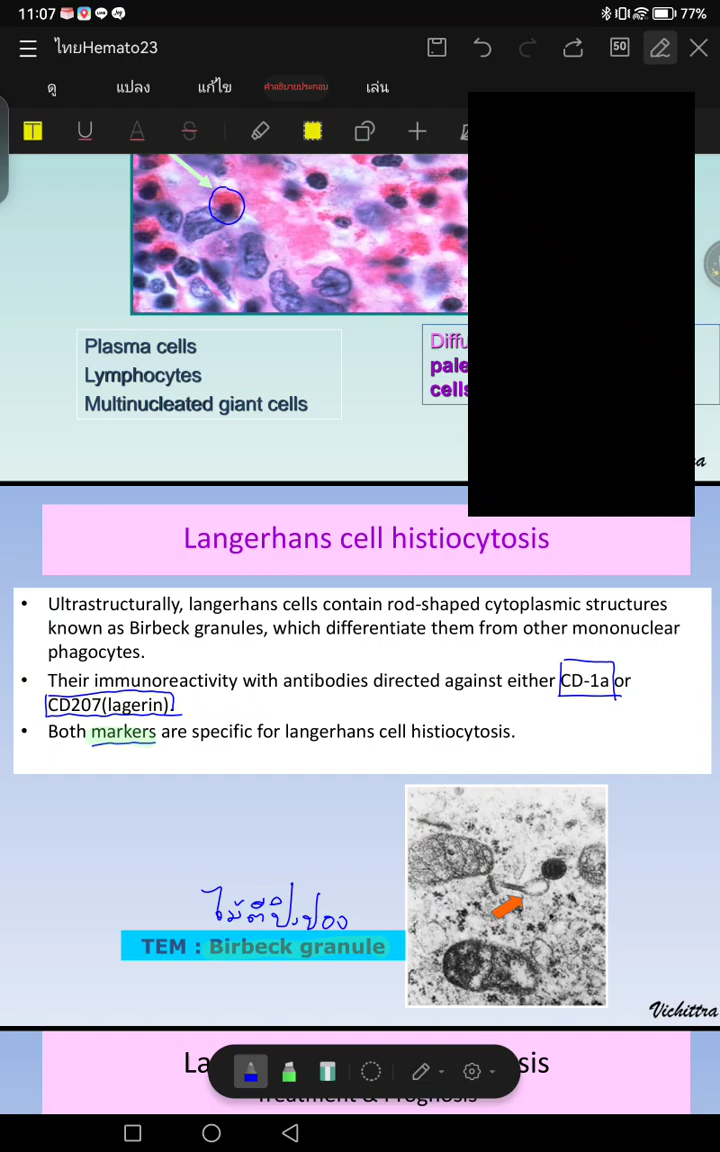 11:07
77%
ไทยHemato23
50
ดู แปลง แก้ไข คำอธิบายประกอบ เล่น
T U A S
Plasma cells
Lymphocytes
Multinucleated giant cells
Diffu
pale
cells
a
Langerhans cell histiocytosis
• Ultrastructurally, langerhans cells contain rod-shaped cytoplasmic structures
known as Birbeck granules, which differentiate them from other mononuclear
phagocytes.
• Their immunoreactivity with antibodies directed against either CD-1a or
CD207(lagerin).
• Both markers are specific for langerhans cell histiocytosis.
ไม้ตีปิงปอง
TEM : Birbeck granule
Vichittra
La sis
Treatment & Prognosis